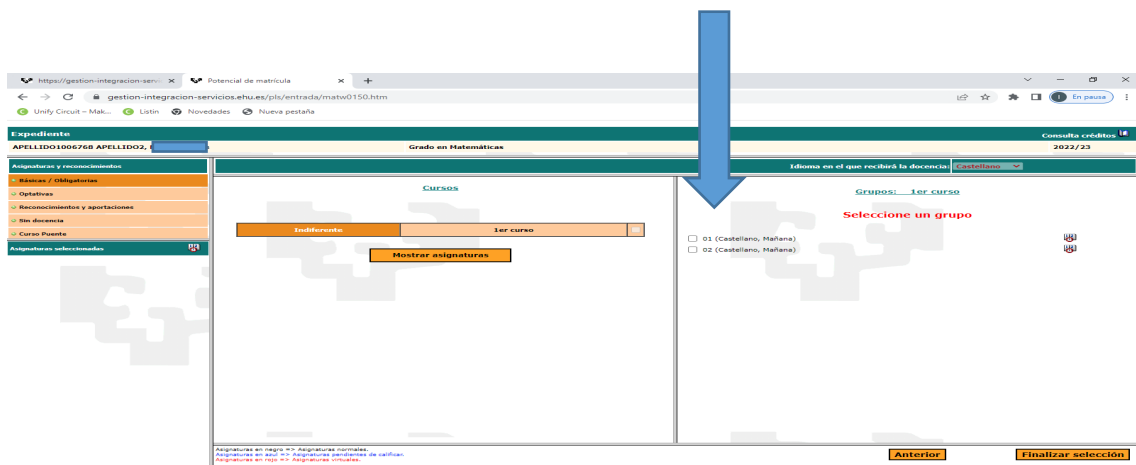 https://gestion-integracion-servi
Potencial de matrícula
gestion-integracion-servicios.ehu.es/pls/entrada/matw0150.htm
En pausa
Unify Circuit – Mak...
Listin
Novedades
Nueva pestaña
Expediente
Consulta créditos
APELLIDO1006768 APELLIDO2,
Grado en Matemáticas
2022/23
Asignaturas y reconocimientos
Idioma en el que recibirá la docencia:
Castellano
Básicas / Obligatorias
Optativas
Reconocimientos y aportaciones
Sin docencia
Curso Puente
Asignaturas seleccionadas
Cursos
Indiferente
1er curso
Mostrar asignaturas
Grupos: 1er curso
Seleccione un grupo
01 (Castellano, Mañana)
02 (Castellano, Mañana)
Asignaturas en negro => Asignaturas normales.
Asignaturas en azul => Asignaturas pendientes de calificar.
Asignaturas en rojo => Asignaturas virtuales.
Anterior
Finalizar selección